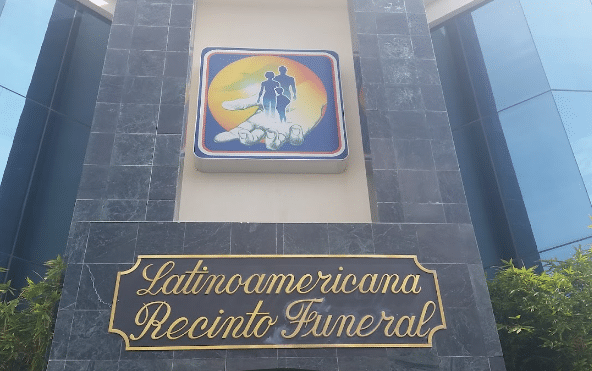 Latinoamericana
Recinto Funeral